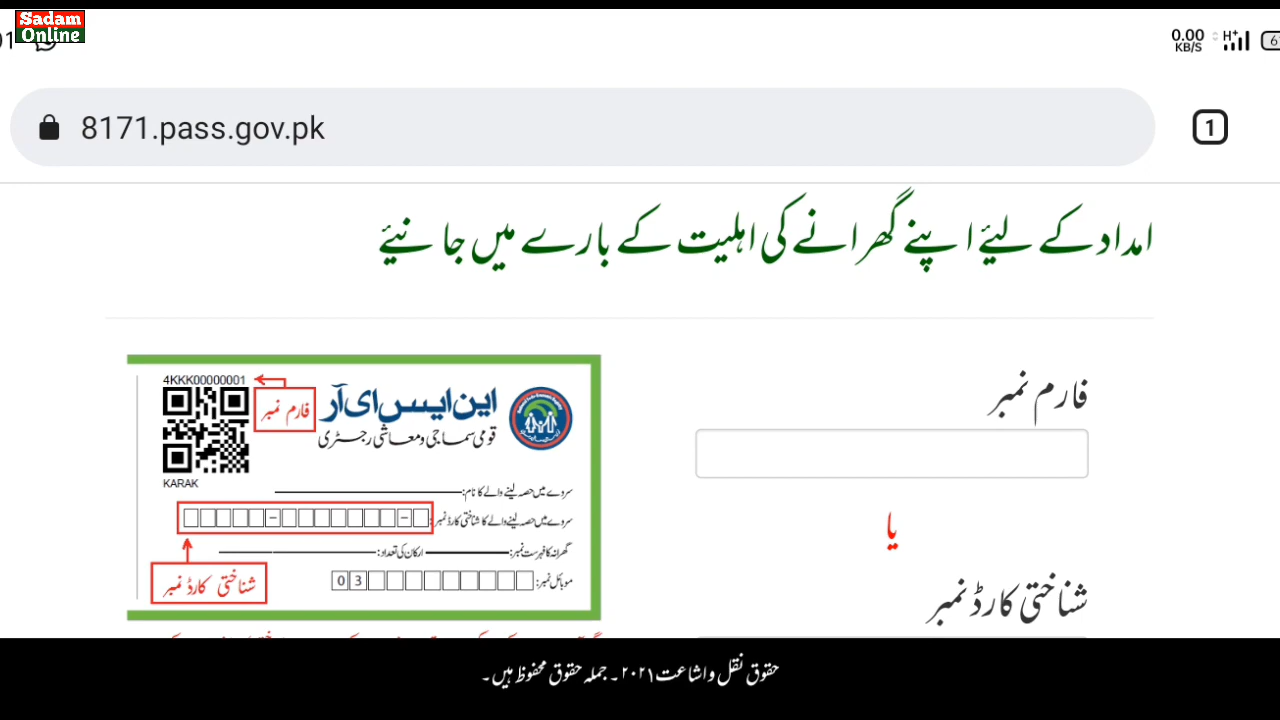 Sadam
Online
0.00
KB/S
H+
8171.pass.gov.pk
1
امداد کے لیئے اپنے گھرانے کی اہلیت کے بارے میں جانیئے
4KKK00000001
فارم نمبر
این ایس ای آر
قومی سماجی و معاشی رجسٹری
KARAK
سروے میں حصہ لینے والے کا نام:
سروے میں حصہ لینے والے کا شناختی کارڈ نمبر:
گھرانہ کا فہرست نمبر: ارکان کی تعداد:
موبائل نمبر: 0 3
شناختی کارڈ نمبر
فارم نمبر
یا
شناختی کارڈ نمبر
حقوق نقل و اشاعت ۲۰۲۱ ۔ جملہ حقوق محفوظ ہیں۔